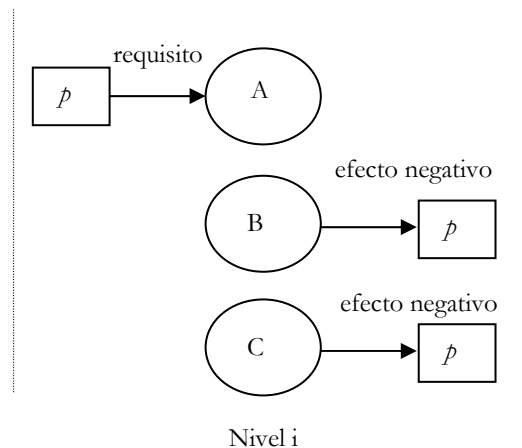 requisito
p
A
efecto negativo
B
p
efecto negativo
C
p
Nivel i